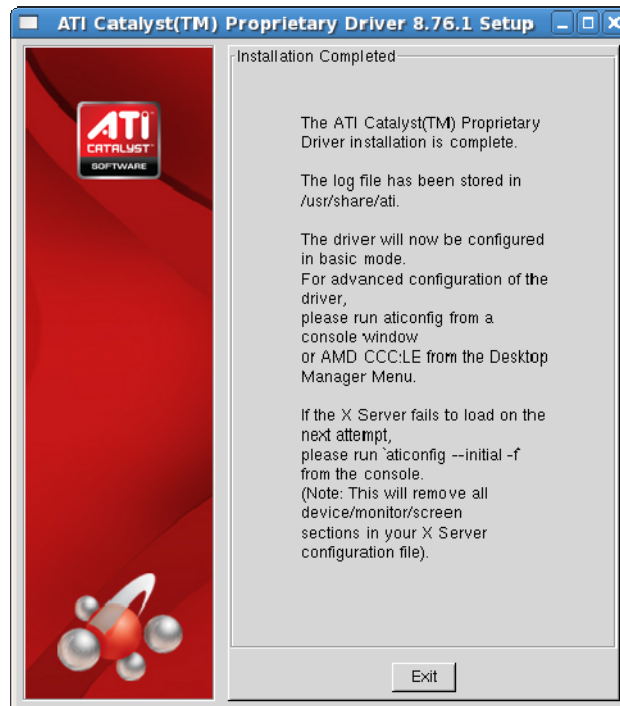 ATI Catalyst(TM) Proprietary Driver 8.76.1 Setup
ATI
CATALYST™
SOFTWARE
Installation Completed
The ATI Catalyst(TM) Proprietary
Driver installation is complete.
The log file has been stored in
/usr/share/ati.
The driver will now be configured
in basic mode.
For advanced configuration of the
driver,
please run aticonfig from a
console window
or AMD CCC:LE from the Desktop
Manager Menu.
If the X Server fails to load on the
next attempt,
please run `aticonfig --initial -f`
from the console.
(Note: This will remove all
device/monitor/screen
sections in your X Server
configuration file).
Exit